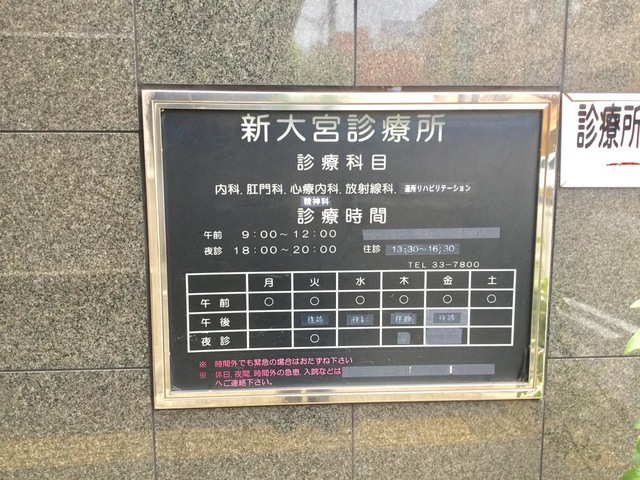 新大宮診療所
診療科目
内科.肛門科.心療内科.放射線科.通所リハビリテーション
精神科
診療時間
午前 9:00～12:00
夜診 18:00～20:00 往診 13:30～16:30
TEL 33-7800
月 火 水 木 金 土
午前 ○ ○ ○ ○ ○ ○
午後 往診 往診 往診 往診
夜診 ○
※ 時間外でも緊急の場合はおたずね下さい
※ 休日、夜間、時間外の急患、入院などは
へご連絡下さい。
診療所